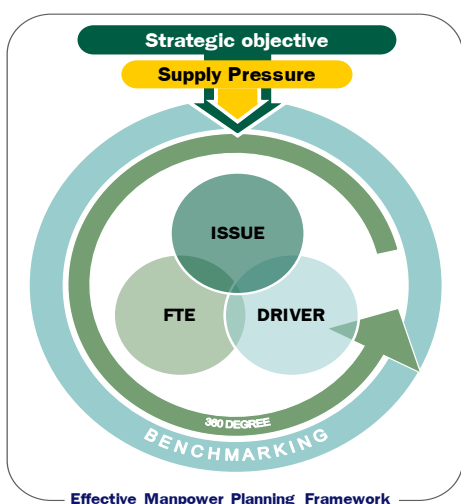 Strategic objective
Supply Pressure
ISSUE
FTE DRIVER
360 DEGREE
BENCHMARKING
Effective Manpower Planning Framework